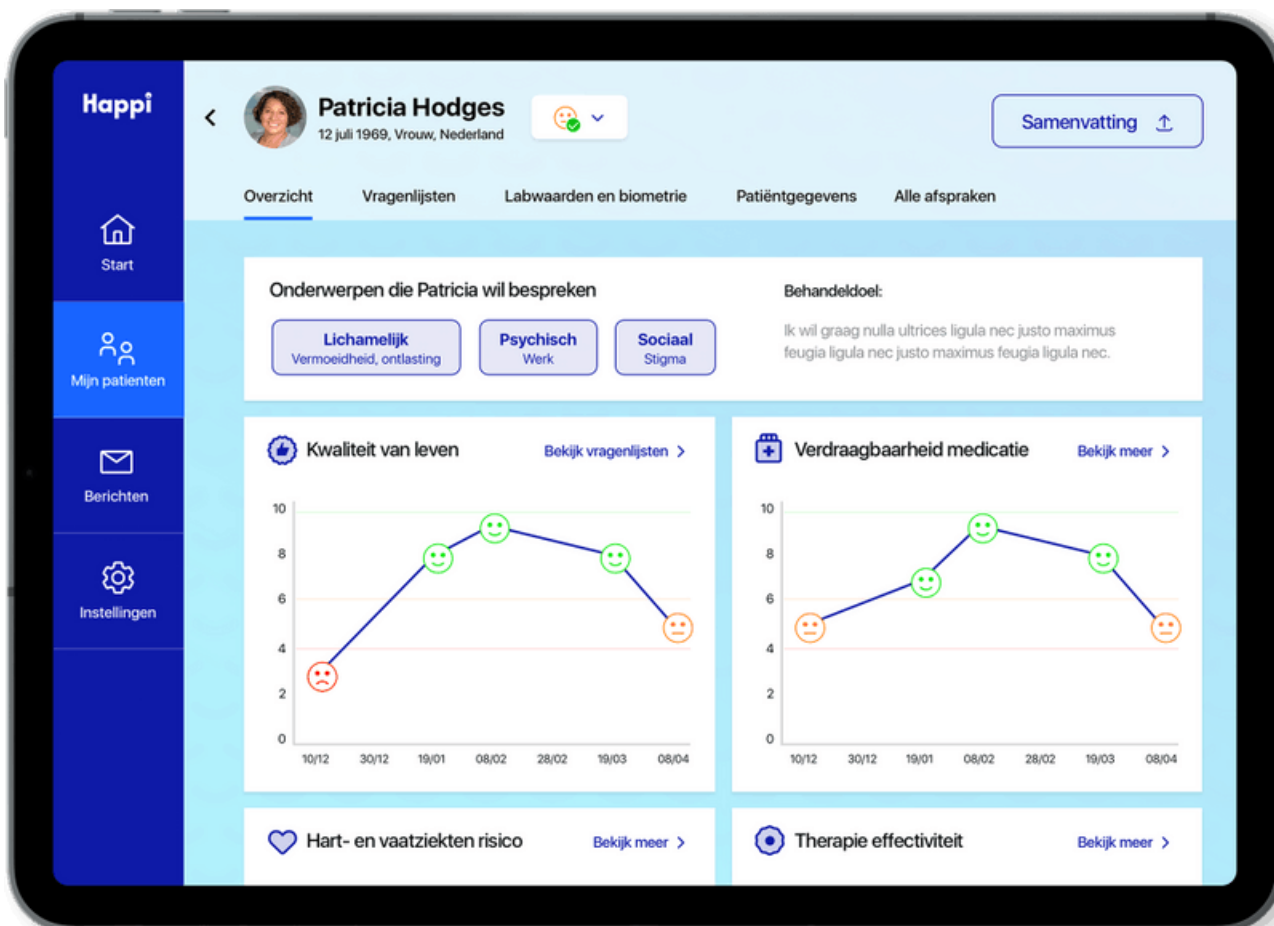 Happi
Start
Mijn patienten
Berichten
Instellingen
Patricia Hodges
12 juli 1969, Vrouw, Nederland
Samenvatting
Overzicht Vragenlijsten Labwaarden en biometrie Patiëntgegevens Alle afspraken
Onderwerpen die Patricia wil bespreken
Lichamelijk
Vermoeidheid, ontlasting
Psychisch
Werk
Sociaal
Stigma
Behandeldoel:
Ik wil graag nulla ultrices ligula nec justo maximus
feugia ligula nec justo maximus feugia ligula nec.
Kwaliteit van leven Bekijk vragenlijsten >
10
8
6
4
2
0
10/12 30/12 19/01 08/02 28/02 19/03 08/04
Verdraagbaarheid medicatie Bekijk meer >
10
8
6
4
2
0
10/12 30/12 19/01 08/02 28/02 19/03 08/04
Hart- en vaatziekten risico Bekijk meer >
Therapie effectiviteit Bekijk meer >